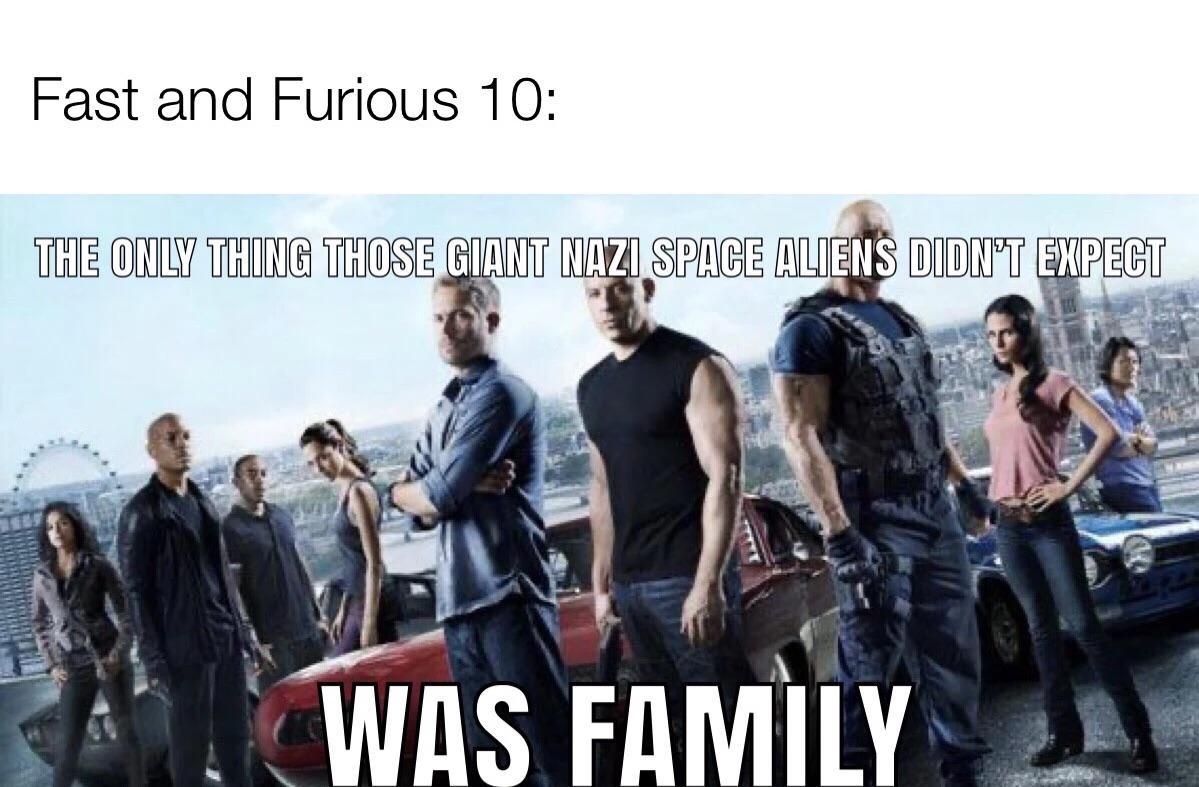 Fast and Furious 10:
THE ONLY THING THOSE GIANT NAZI SPACE ALIENS DIDN'T EXPECT
WAS FAMILY